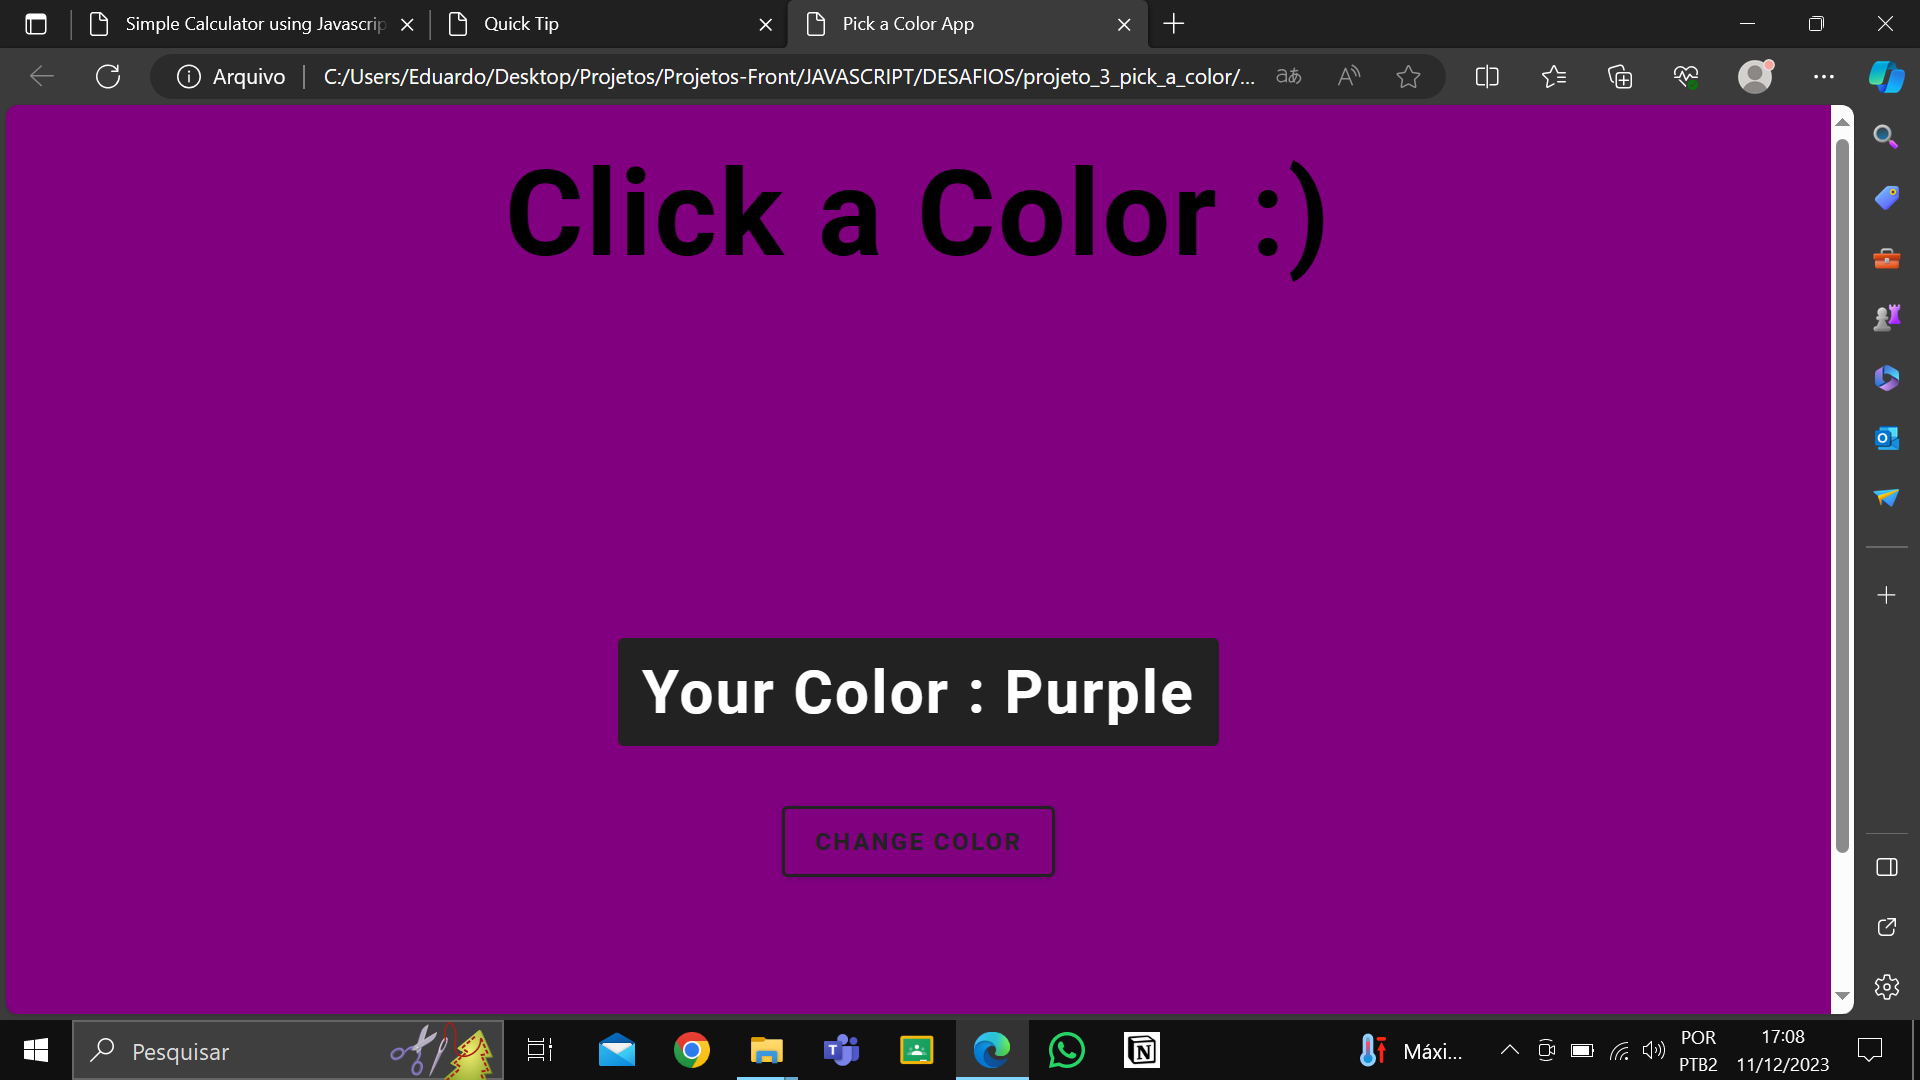 Simple Calculator using Javascrip
Quick Tip
Pick a Color App
Arquivo
C:/Users/Eduardo/Desktop/Projetos/Projetos-Front/JAVASCRIPT/DESAFIOS/projeto_3_pick_a_color/...
Click a Color :)
Your Color : Purple
CHANGE COLOR
Pesquisar
Máxi...
POR
PTB2
17:08
11/12/2023